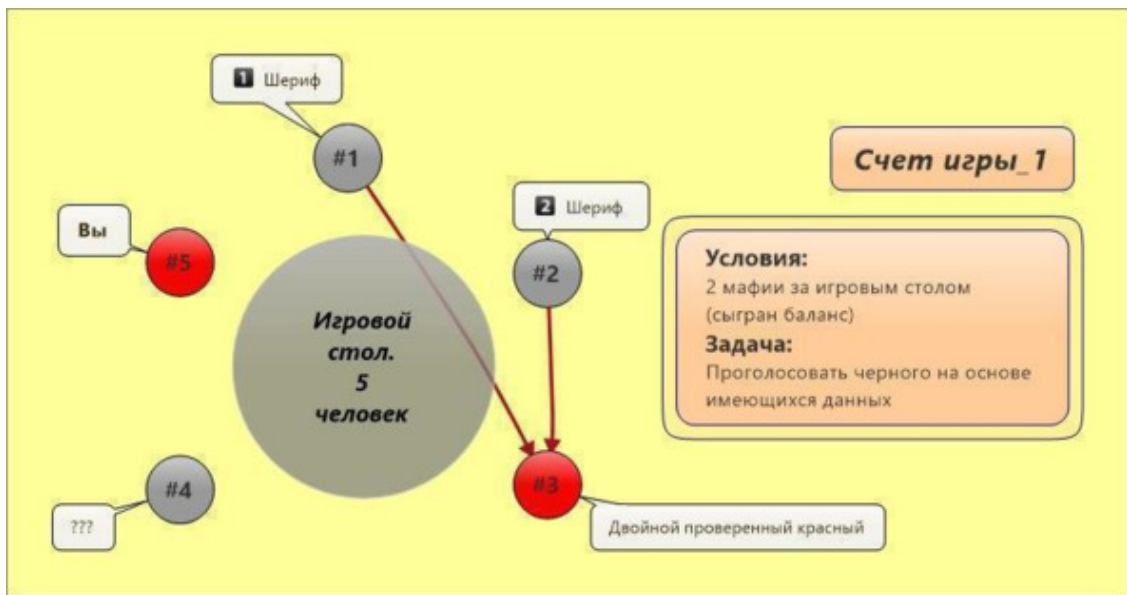 1 Шериф
#1
Счет игры_1
2 Шериф
Вы
#5
#2
Условия:
2 мафии за игровым столом
(сыгран баланс)
Задача:
Проголосовать черного на основе
имеющихся данных
Игровой
стол.
5
человек
#4
???
#3
Двойной проверенный красный